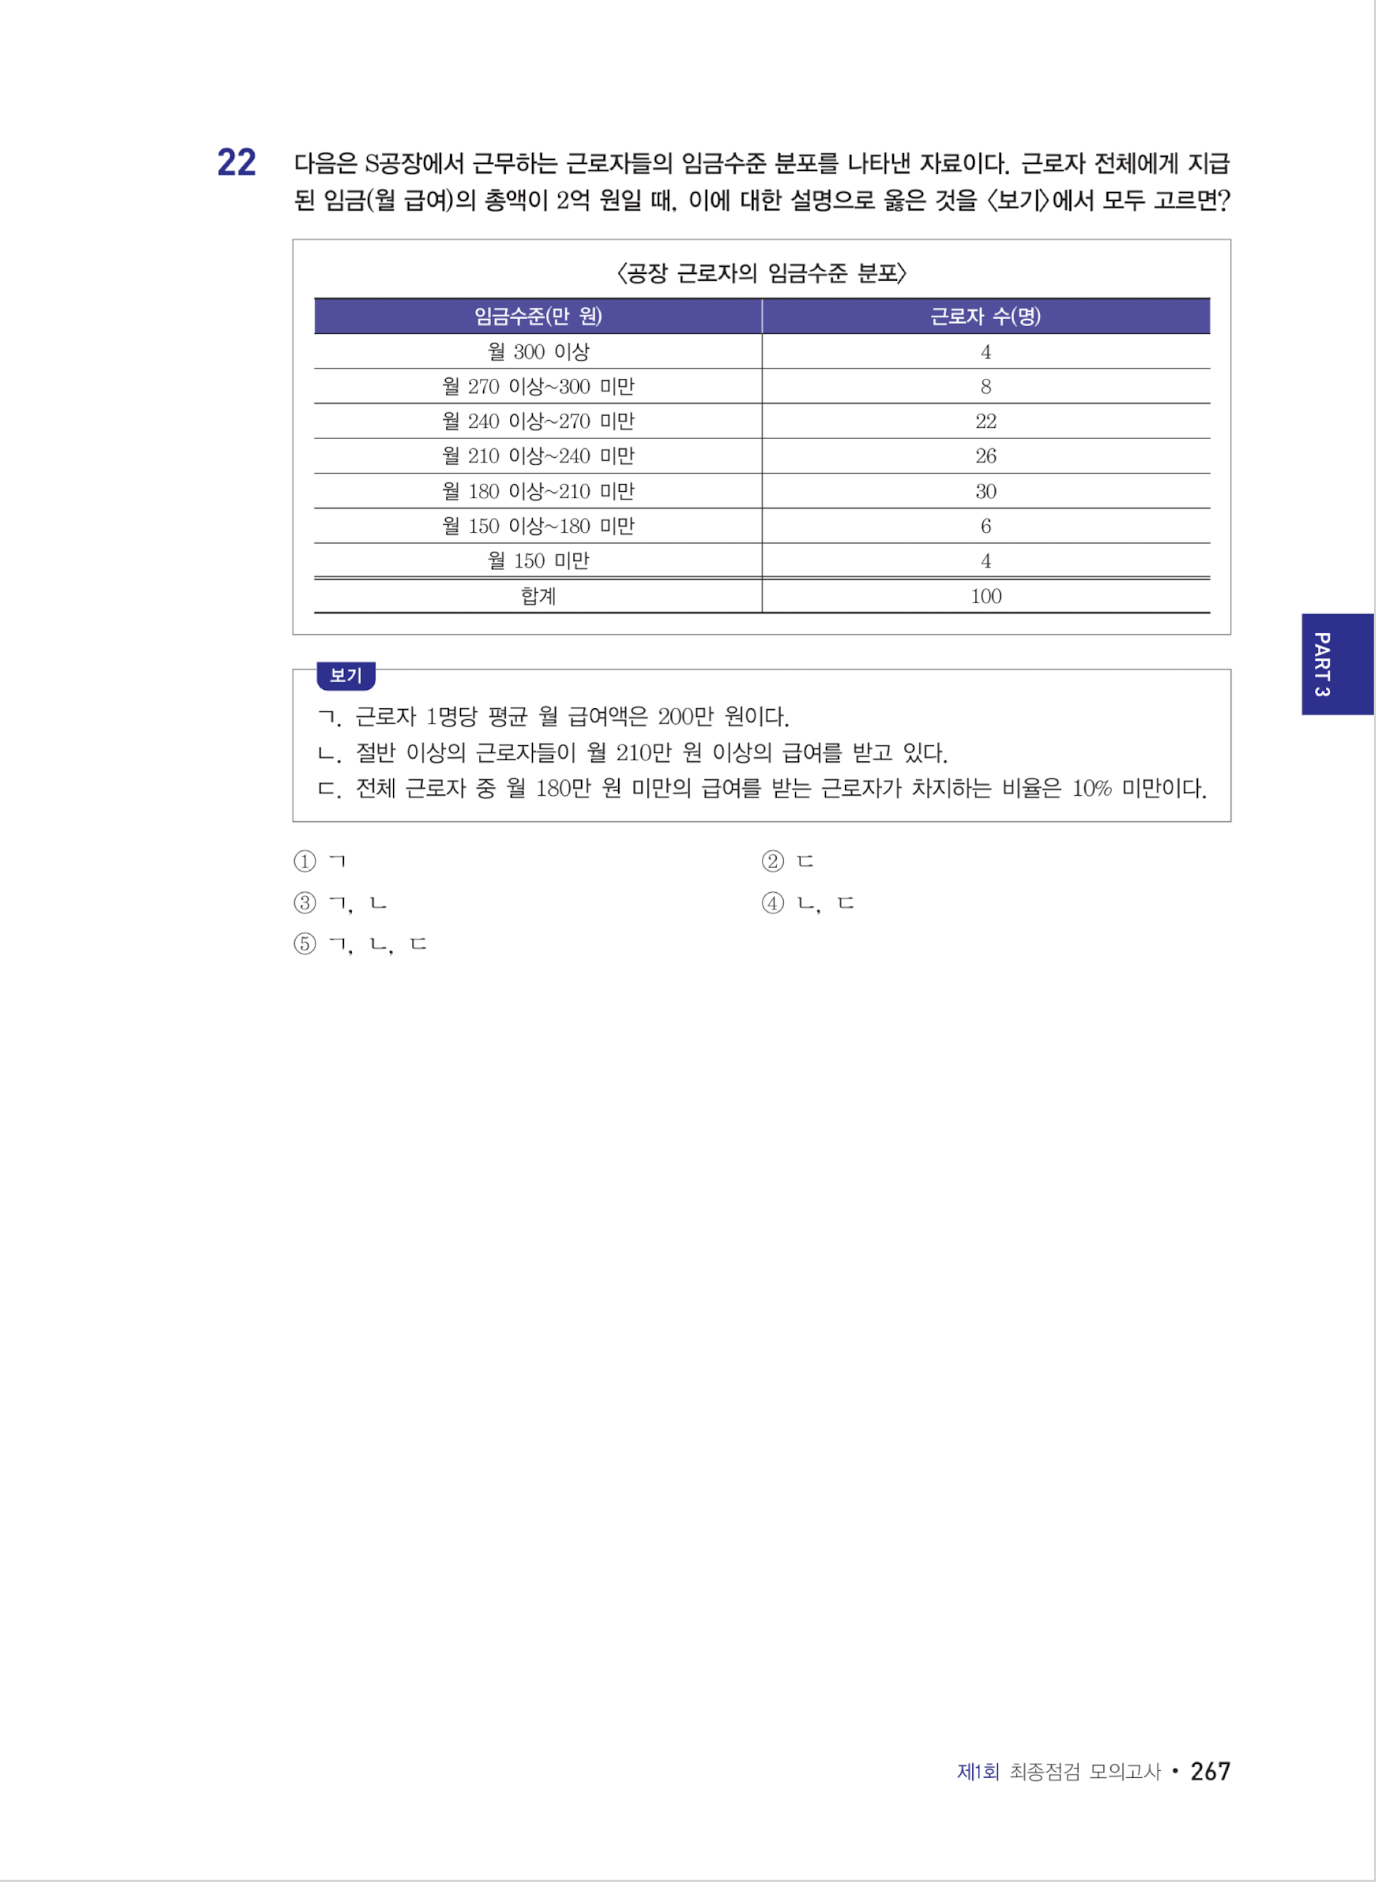 22 다음은 S공장에서 근무하는 근로자들의 임금수준 분포를 나타낸 자료이다. 근로자 전체에게 지급
된 임금(월 급여)의 총액이 2억 원일 때, 이에 대한 설명으로 옳은 것을 〈보기〉에서 모두 고르면?
〈공장 근로자의 임금수준 분포〉
임금수준(만 원) 근로자 수(명)
월 300 이상 4
월 270 이상~300 미만 8
월 240 이상~270 미만 22
월 210 이상~240 미만 26
월 180 이상~210 미만 30
월 150 이상~180 미만 6
월 150 미만 4
합계 100
보기
ㄱ. 근로자 1명당 평균 월 급여액은 200만 원이다.
ㄴ. 절반 이상의 근로자들이 월 210만 원 이상의 급여를 받고 있다.
ㄷ. 전체 근로자 중 월 180만 원 미만의 급여를 받는 근로자가 차지하는 비율은 10% 미만이다.
① ㄱ ② ㄷ
③ ㄱ, ㄴ ④ ㄴ, ㄷ
⑤ ㄱ, ㄴ, ㄷ
PART 3
제1회 최종점검 모의고사 • 267